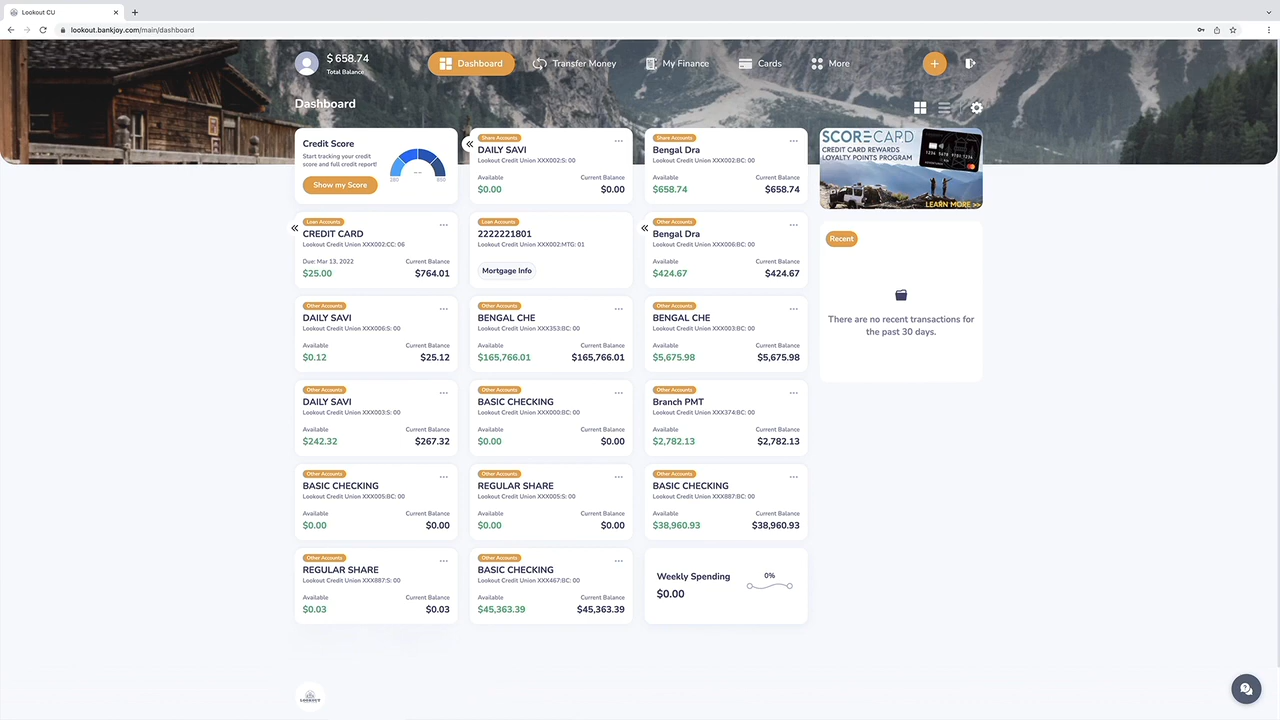 Lookout CU
lookout.bankjoy.com/main/dashboard
$ 658.74
Total Balance
Dashboard
Transfer Money
My Finance
Cards
More
Dashboard
Credit Score
Start tracking your credit
score and full credit report!
Show my Score
--
280
850
Share Accounts
DAILY SAVI
Lookout Credit Union XXX002:S: 00
Available
Current Balance
$0.00
$0.00
Share Accounts
Bengal Dra
Lookout Credit Union XXX002:BC: 00
Available
Current Balance
$658.74
$658.74
SCORECARD
CREDIT CARD REWARDS
LOYALTY POINTS PROGRAM
LEARN MORE >>
Loan Accounts
CREDIT CARD
Lookout Credit Union XXX002:CC: 06
Due: Mar 13, 2022
Current Balance
$25.00
$764.01
Loan Accounts
2222221801
Lookout Credit Union XXX002:MTG: 01
Mortgage Info
Other Accounts
Bengal Dra
Lookout Credit Union XXX006:BC: 00
Available
Current Balance
$424.67
$424.67
Recent
There are no recent transactions for
the past 30 days.
Other Accounts
DAILY SAVI
Lookout Credit Union XXX006:S: 00
Available
Current Balance
$0.12
$25.12
Other Accounts
BENGAL CHE
Lookout Credit Union XXX353:BC: 00
Available
Current Balance
$165,766.01
$165,766.01
Other Accounts
BENGAL CHE
Lookout Credit Union XXX003:BC: 00
Available
Current Balance
$5,675.98
$5,675.98
Other Accounts
DAILY SAVI
Lookout Credit Union XXX003:S: 00
Available
Current Balance
$242.32
$267.32
Other Accounts
BASIC CHECKING
Lookout Credit Union XXX000:BC: 00
Available
Current Balance
$0.00
$0.00
Other Accounts
Branch PMT
Lookout Credit Union XXX374:BC: 00
Available
Current Balance
$2,782.13
$2,782.13
Other Accounts
BASIC CHECKING
Lookout Credit Union XXX005:BC: 00
Available
Current Balance
$0.00
$0.00
Other Accounts
REGULAR SHARE
Lookout Credit Union XXX005:S: 00
Available
Current Balance
$0.00
$0.00
Other Accounts
BASIC CHECKING
Lookout Credit Union XXX887:BC: 00
Available
Current Balance
$38,960.93
$38,960.93
Other Accounts
REGULAR SHARE
Lookout Credit Union XXX887:S: 00
Available
Current Balance
$0.03
$0.03
Other Accounts
BASIC CHECKING
Lookout Credit Union XXX467:BC: 00
Available
Current Balance
$45,363.39
$45,363.39
Weekly Spending
$0.00
0%
LOOKOUT